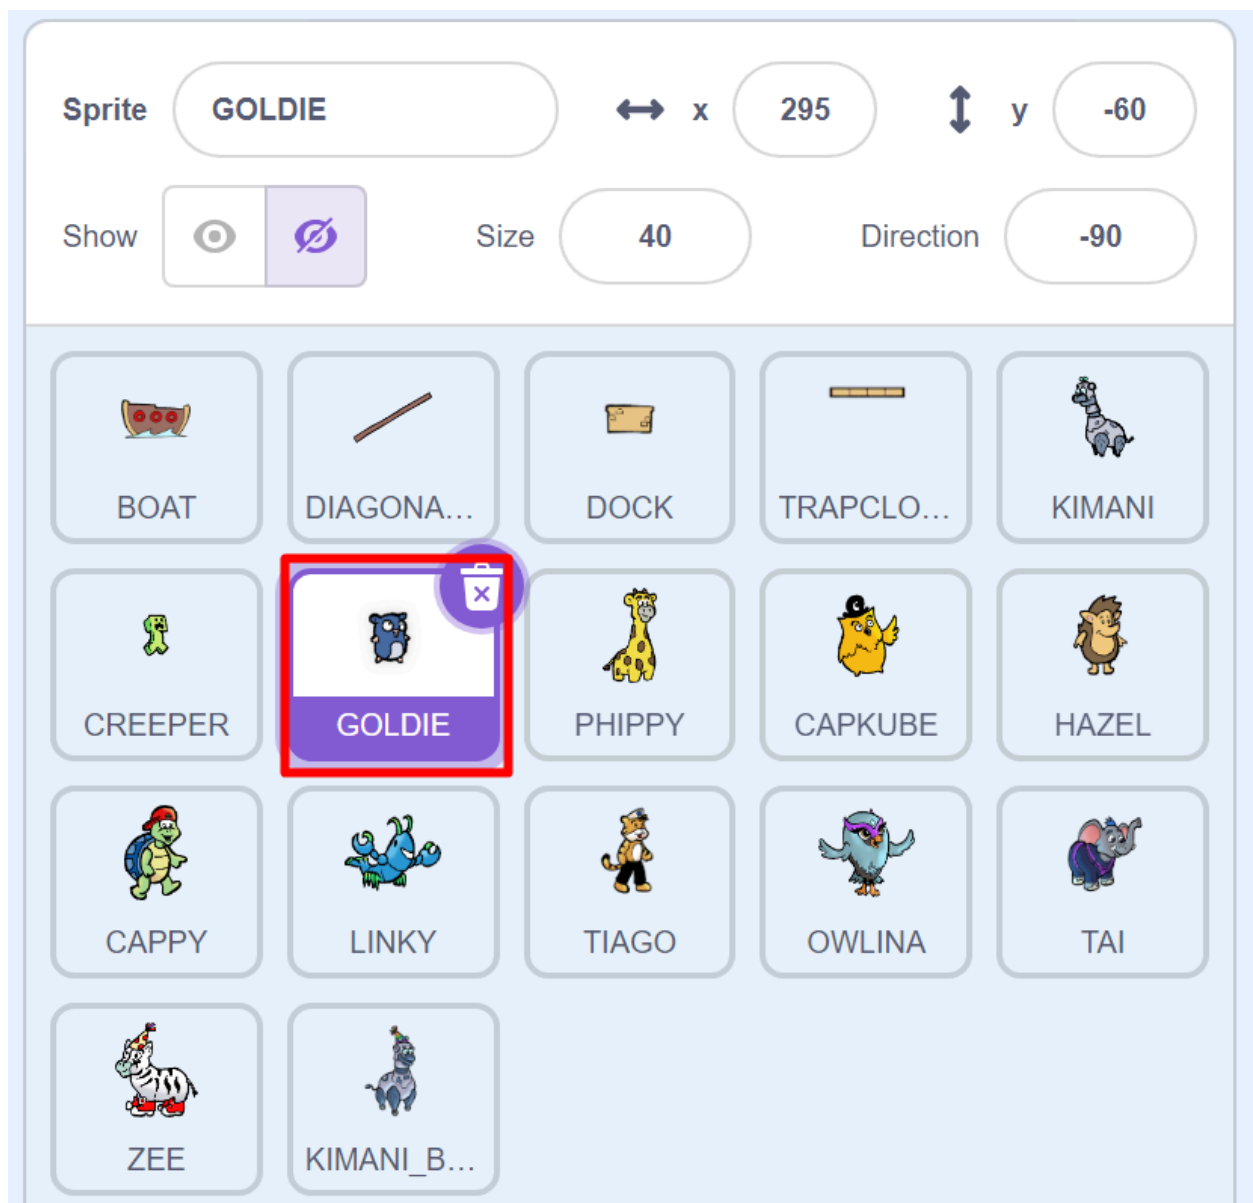 Sprite GOLDIE x 295 y -60
Show Size 40 Direction -90
BOAT DIAGONA... DOCK TRAPCLO... KIMANI
CREEPER GOLDIE PHIPPY CAPKUBE HAZEL
CAPPY LINKY TIAGO OWLINA TAI
ZEE KIMANI_B...